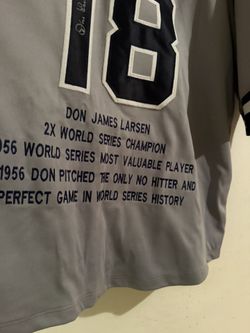 18
DON JAMES LARSEN
2X WORLD SERIES CHAMPION
956 WORLD SERIES MOST VALUABLE PLAYER
1956 DON PITCHED THE ONLY NO HITTER AND
PERFECT GAME IN WORLD SERIES HISTORY